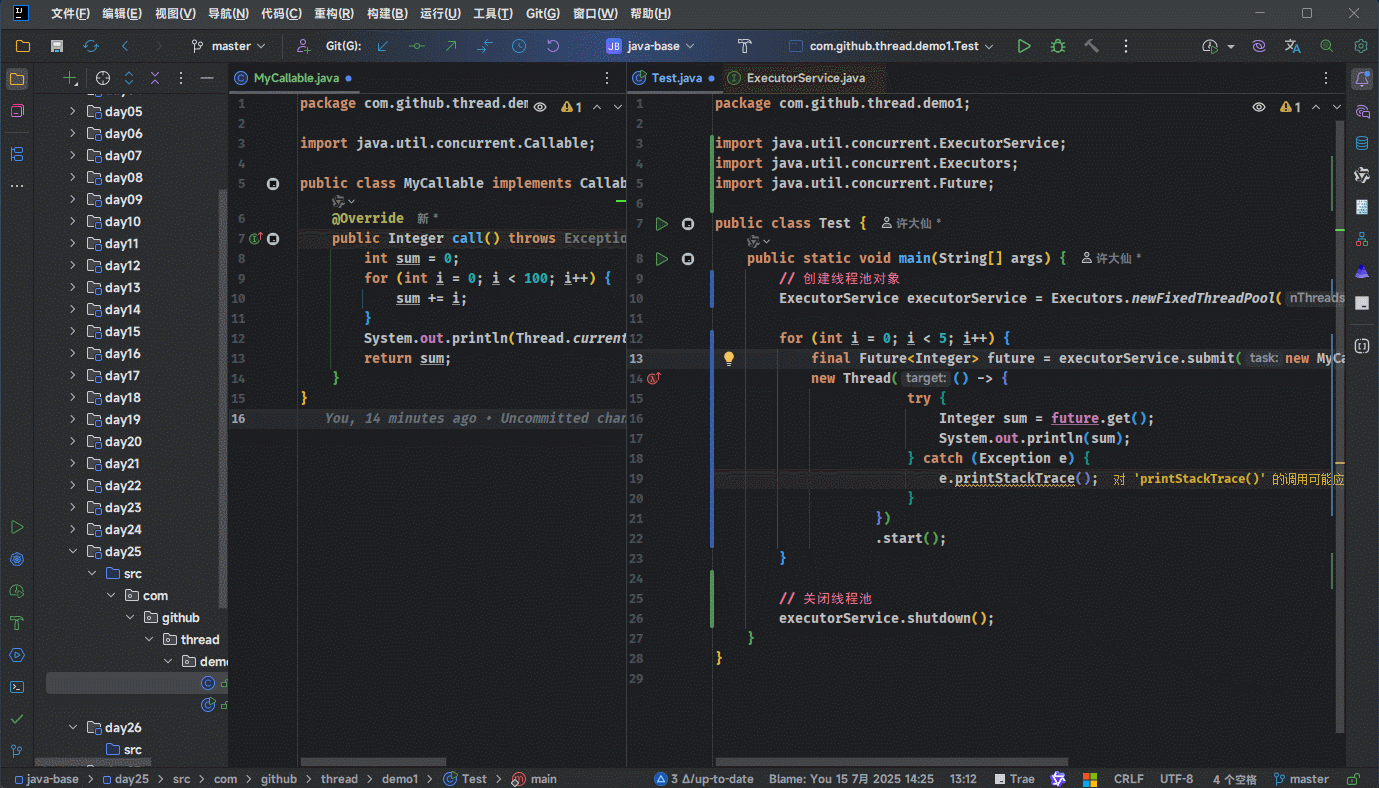 文件(F) 编辑(E) 视图(V) 导航(N) 代码(C) 重构(R) 构建(B) 运行(U) 工具(T) Git(G) 窗口(W) 帮助(H)
master Git(G): JB java-base com.github.thread.demo1.Test
MyCallable.java
Test.java ExecutorService.java
day05
day06
day07
day08
day09
day10
day11
day12
day13
day14
day15
day16
day17
day18
day19
day20
day21
day22
day23
day24
day25
src
com
github
thread
demo
day26
src
1 package com.github.thread.de 1
2
3 import java.util.concurrent.Callable;
4
5 public class MyCallable implements Callab
6 @Override 新 *
7 public Integer call() throws Exception
8 int sum = 0;
9 for (int i = 0; i < 100; i++) {
10 sum += i;
11 }
12 System.out.println(Thread.current
13 return sum;
14 }
15 }
16 You, 14 minutes ago • Uncommitted chan
1 package com.github.thread.demo1; 1
2
3 import java.util.concurrent.ExecutorService;
4 import java.util.concurrent.Executors;
5 import java.util.concurrent.Future;
6
7 public class Test { 许大仙 *
8 public static void main(String[] args) { 许大仙 *
9 // 创建线程池对象
10 ExecutorService executorService = Executors.newFixedThreadPool( nThreads
11
12 for (int i = 0; i < 5; i++) {
13 final Future<Integer> future = executorService.submit( task: new MyCa
14 new Thread( target: () -> {
15 try {
16 Integer sum = future.get();
17 System.out.println(sum);
18 } catch (Exception e) {
19 e.printStackTrace(); 对 'printStackTrace()' 的调用可能应
20 }
21 })
22 .start();
23 }
24
25 // 关闭线程池
26 executorService.shutdown();
27 }
28 }
29
java-base > day25 > src > com > github > thread > demo1 > Test > main 3 Δ/up-to-date Blame: You 15 7月 2025 14:25 13:12 Trae CRLF UTF-8 4 个空格 master